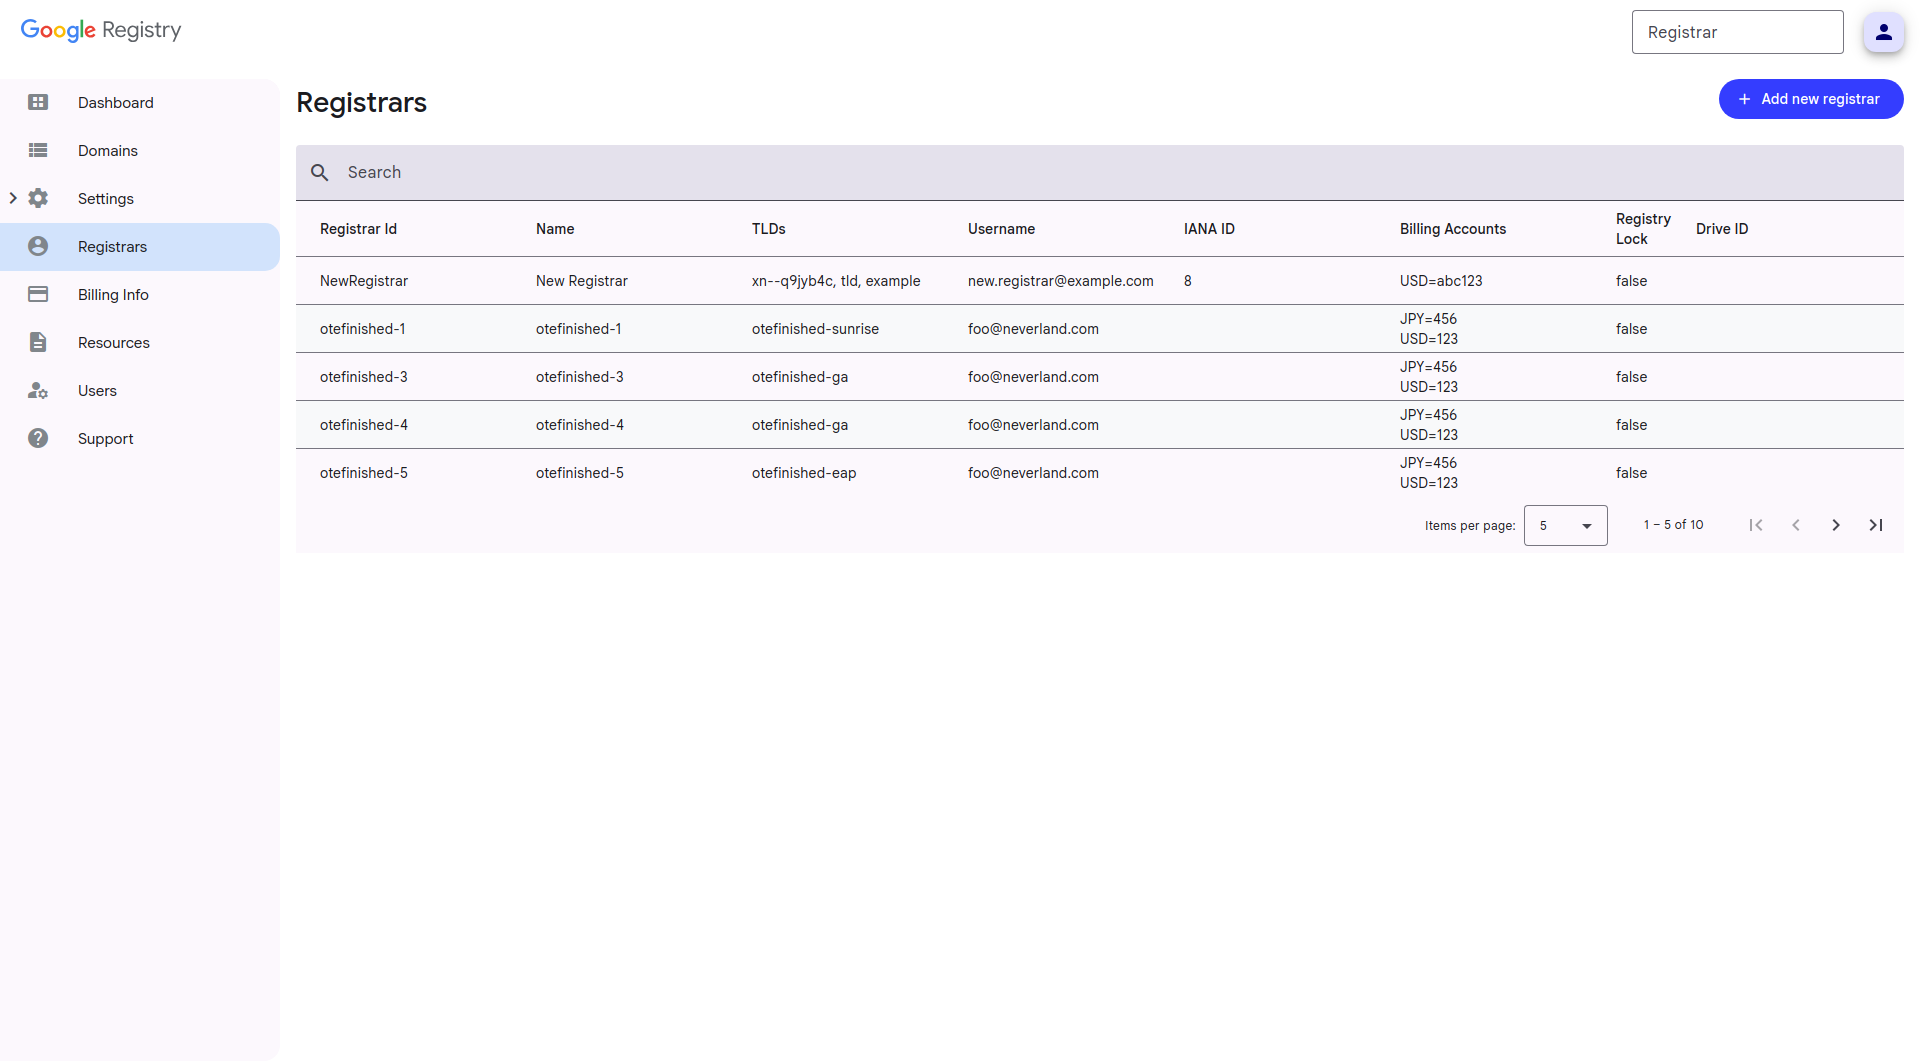 Google Registry
Registrar
Dashboard
Domains
Settings
Registrars
Billing Info
Resources
Users
Support
Registrars
Add new registrar
Search
Registrar Id Name TLDs Username IANA ID Billing Accounts Registry Lock Drive ID
NewRegistrar New Registrar xn--q9jyb4c, tld, example new.registrar@example.com 8 USD=abc123 false
otefinished-1 otefinished-1 otefinished-sunrise foo@neverland.com JPY=456 USD=123 false
otefinished-3 otefinished-3 otefinished-ga foo@neverland.com JPY=456 USD=123 false
otefinished-4 otefinished-4 otefinished-ga foo@neverland.com JPY=456 USD=123 false
otefinished-5 otefinished-5 otefinished-eap foo@neverland.com JPY=456 USD=123 false
Items per page: 5 1 – 5 of 10